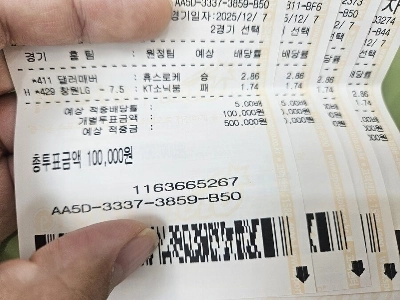 AA5D-3337-3859-B50
경기일자:2025/12/ 7
2경기 선택
경기 홈 팀 : 원정팀 예상 배당률
*411 댈러매버 : 휴스로케 승 2.86
H *429 창원LG - 7.5 : KT소닉붐 패 1.74
예상 적중배당률 : 5.00배
개별투표금액 : 100,000원
예상 적중금 : 500,000원
총투표금액 100,000원
1163665267
AA5D-3337-3859-B50